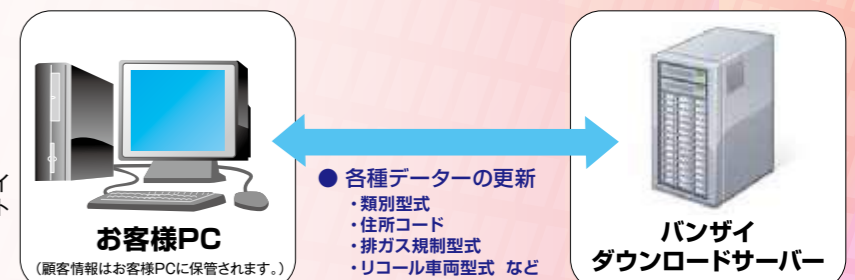 イ
ト
お客様PC
(顧客情報はお客様PCに保管されます。)
● 各種データーの更新
・類別型式
・住所コード
・排ガス規制型式
・リコール車両型式 など
バンザイ
ダウンロードサーバー